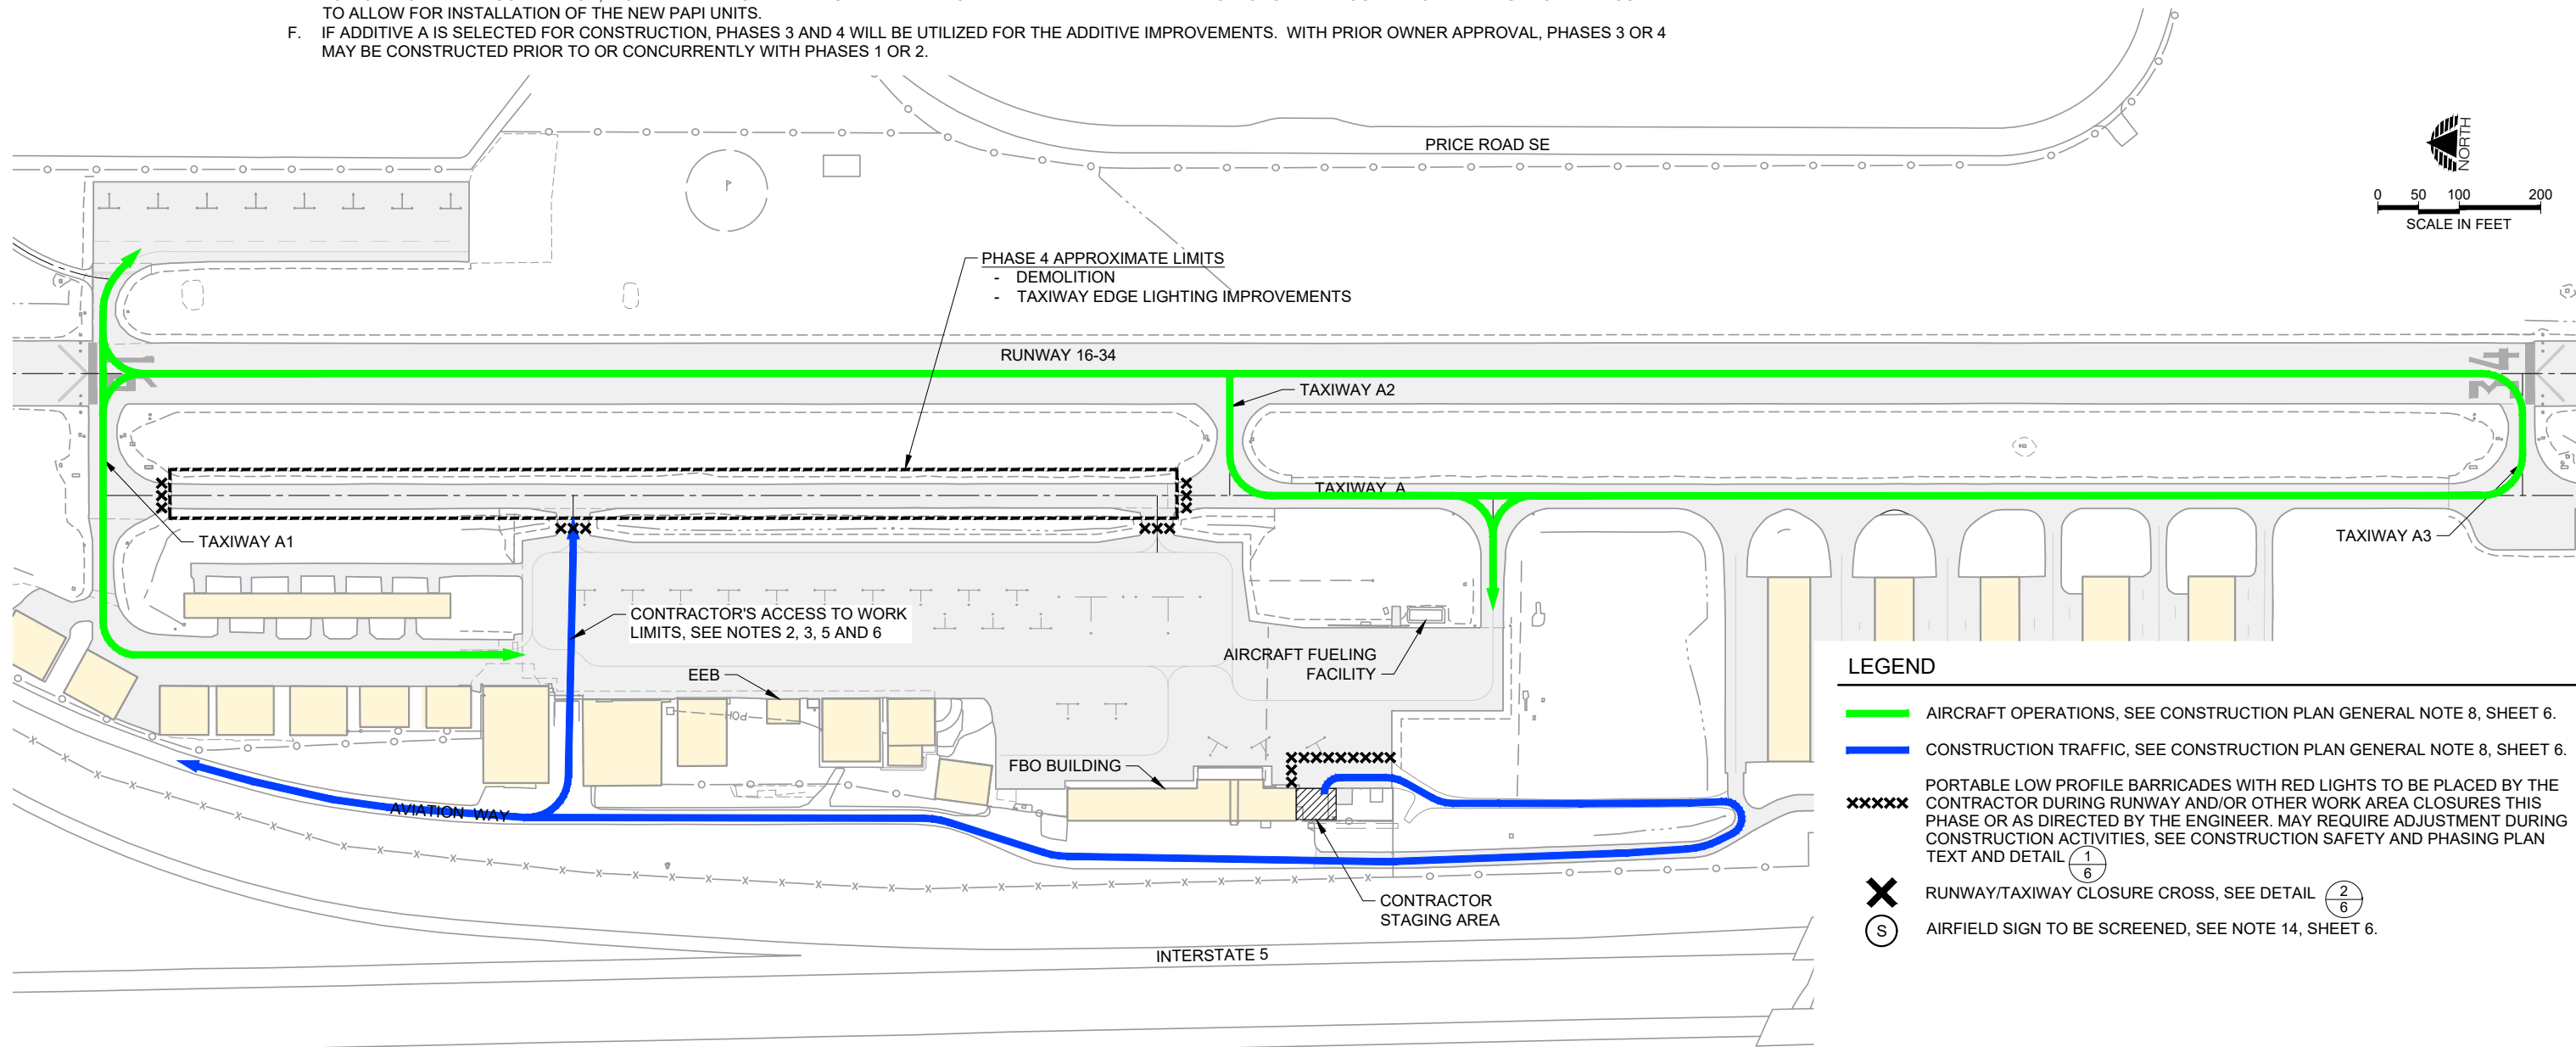 TO ALLOW FOR INSTALLATION OF THE NEW PAPI UNITS.
F. IF ADDITIVE A IS SELECTED FOR CONSTRUCTION, PHASES 3 AND 4 WILL BE UTILIZED FOR THE ADDITIVE IMPROVEMENTS. WITH PRIOR OWNER APPROVAL, PHASES 3 OR 4
MAY BE CONSTRUCTED PRIOR TO OR CONCURRENTLY WITH PHASES 1 OR 2.
PRICE ROAD SE
NORTH
0 50 100 200
SCALE IN FEET
PHASE 4 APPROXIMATE LIMITS
- DEMOLITION
- TAXIWAY EDGE LIGHTING IMPROVEMENTS
RUNWAY 16-34
34
TAXIWAY A2
TAXIWAY A
TAXIWAY A1
TAXIWAY A3
CONTRACTOR'S ACCESS TO WORK
LIMITS, SEE NOTES 2, 3, 5 AND 6
AIRCRAFT FUELING
FACILITY
EEB
HOd
FBO BUILDING
AVIATION WAY
CONTRACTOR
STAGING AREA
INTERSTATE 5
LEGEND
AIRCRAFT OPERATIONS, SEE CONSTRUCTION PLAN GENERAL NOTE 8, SHEET 6.
CONSTRUCTION TRAFFIC, SEE CONSTRUCTION PLAN GENERAL NOTE 8, SHEET 6.
PORTABLE LOW PROFILE BARRICADES WITH RED LIGHTS TO BE PLACED BY THE
CONTRACTOR DURING RUNWAY AND/OR OTHER WORK AREA CLOSURES THIS
PHASE OR AS DIRECTED BY THE ENGINEER. MAY REQUIRE ADJUSTMENT DURING
CONSTRUCTION ACTIVITIES, SEE CONSTRUCTION SAFETY AND PHASING PLAN
TEXT AND DETAIL 1
6
RUNWAY/TAXIWAY CLOSURE CROSS, SEE DETAIL 2
6
S AIRFIELD SIGN TO BE SCREENED, SEE NOTE 14, SHEET 6.